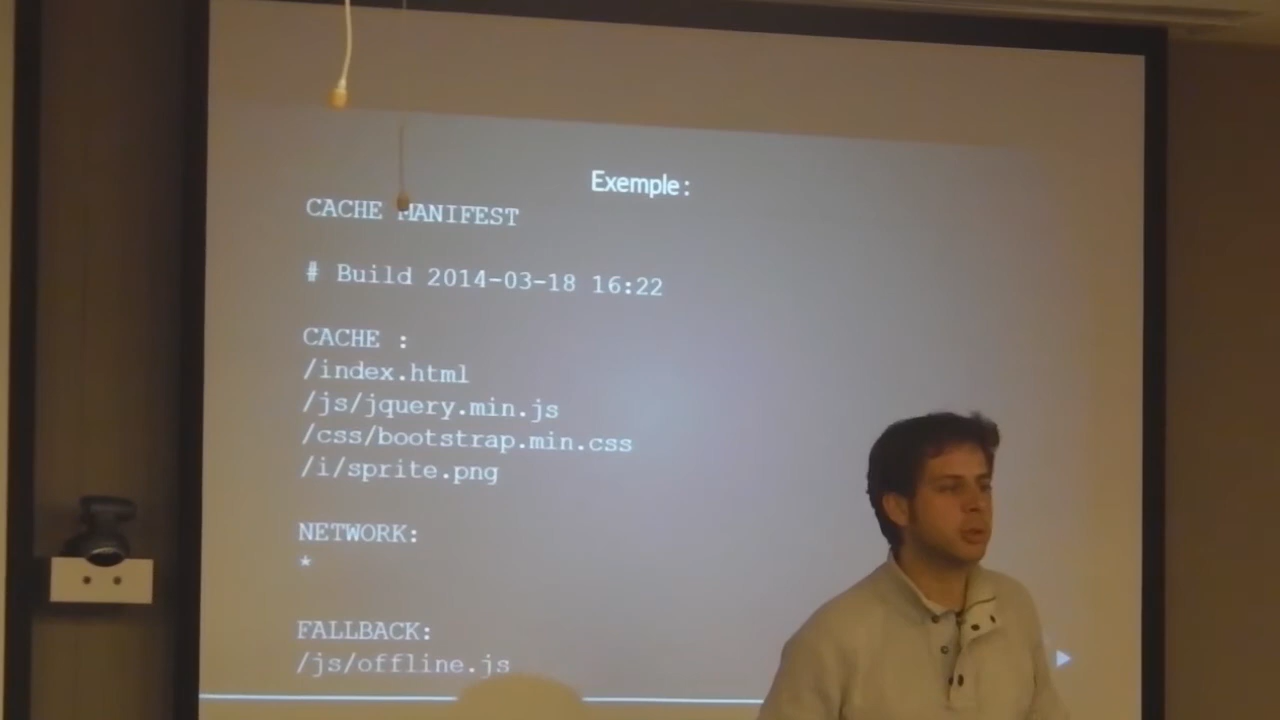 Exemple:
CACHE MANIFEST
# Build 2014-03-18 16:22
CACHE :
/index.html
/js/jquery.min.js
/css/bootstrap.min.css
/i/sprite.png
NETWORK:
*
FALLBACK:
/js/offline.js